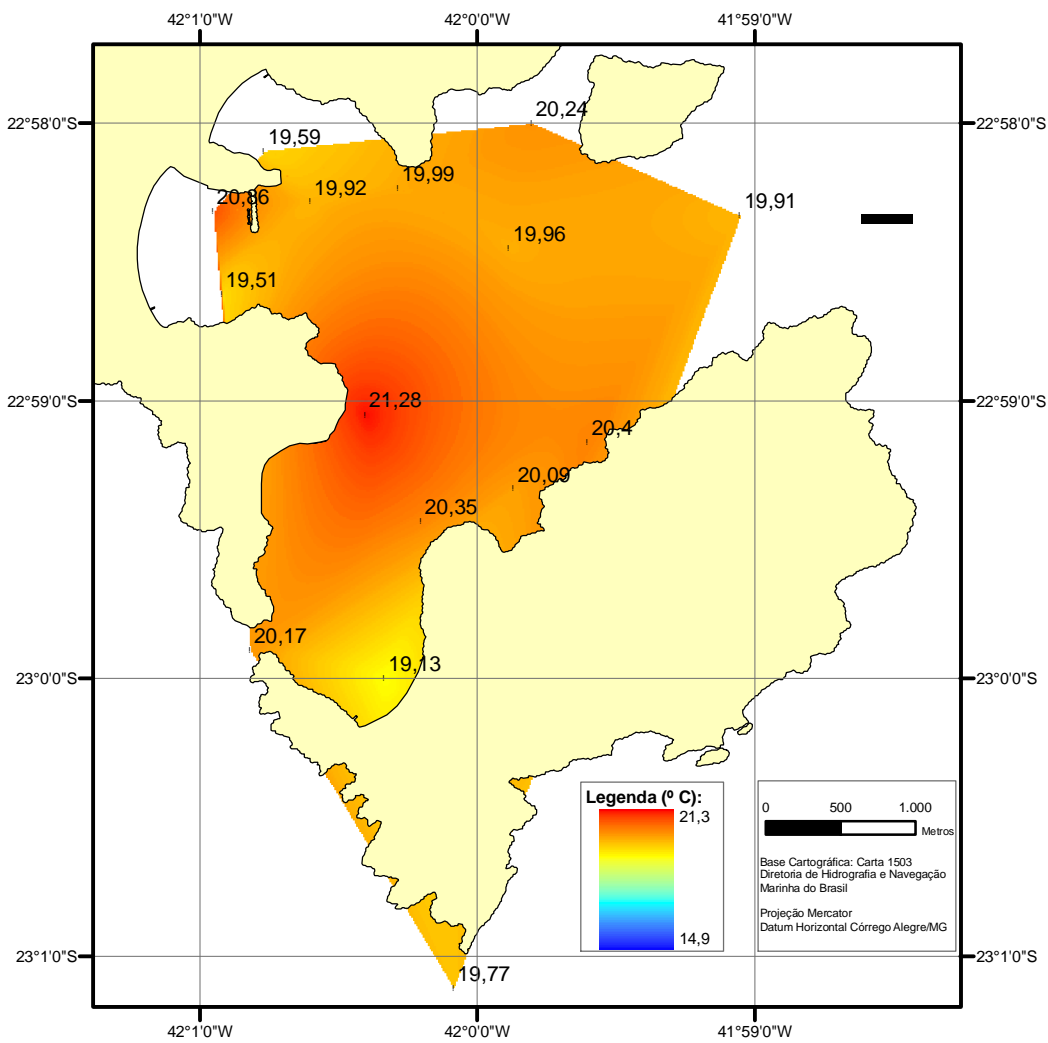 42°1'0"W 42°0'0"W 41°59'0"W
22°58'0"S 22°58'0"S
20,24
19,59
19,99
19,92
20,86
19,91
19,96
19,51
22°59'0"S 22°59'0"S
21,28
20,4
20,09
20,35
20,17
19,13
23°0'0"S 23°0'0"S
Legenda (º C):
21,3
14,9
0 500 1.000
Metros
Base Cartográfica: Carta 1503
Diretoria de Hidrografia e Navegação
Marinha do Brasil
Projeção Mercator
Datum Horizontal Córrego Alegre/MG
23°1'0"S 23°1'0"S
19,77
42°1'0"W 42°0'0"W 41°59'0"W